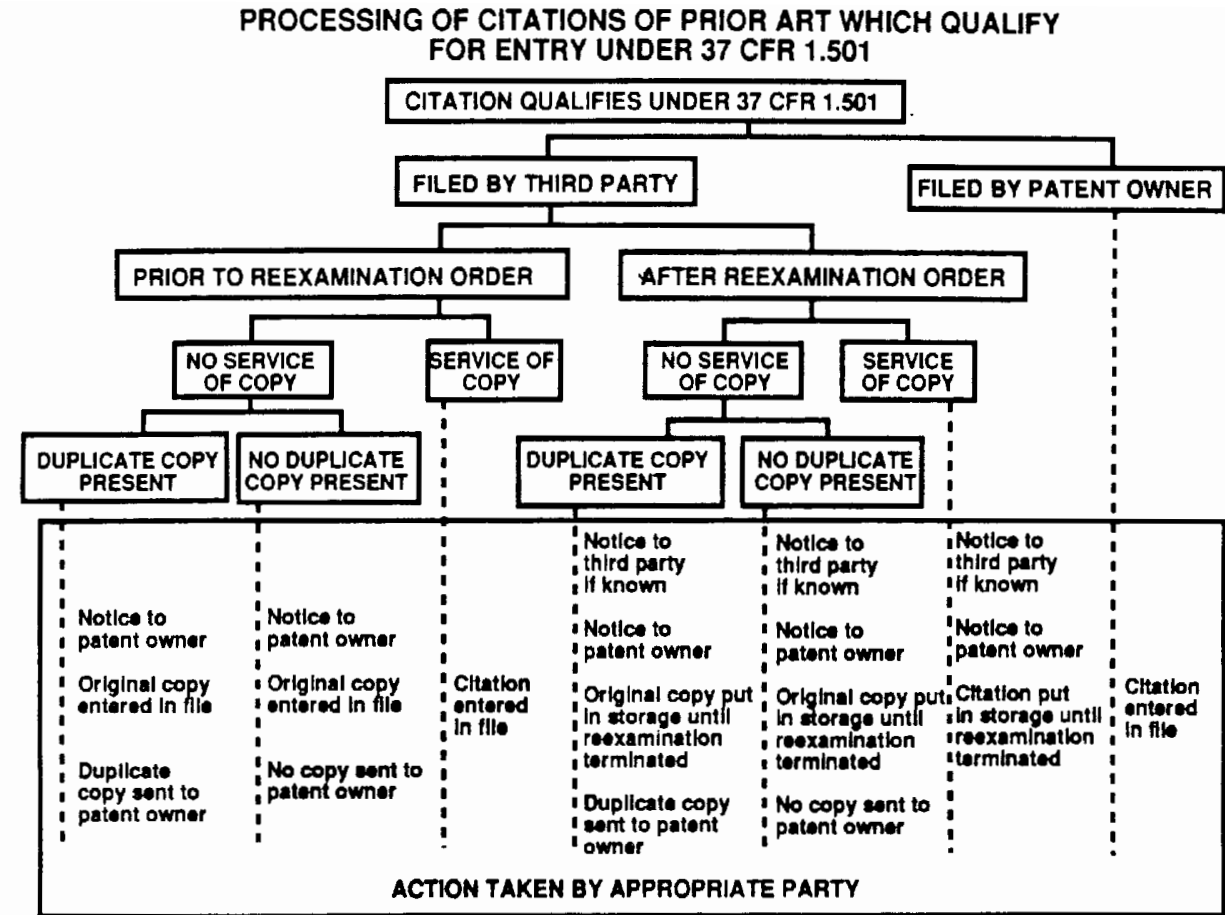 PROCESSING OF CITATIONS OF PRIOR ART WHICH QUALIFY
FOR ENTRY UNDER 37 CFR 1.501
CITATION QUALIFIES UNDER 37 CFR 1.501
FILED BY THIRD PARTY
FILED BY PATENT OWNER
PRIOR TO REEXAMINATION ORDER
AFTER REEXAMINATION ORDER
NO SERVICE
OF COPY
SERVICE OF
COPY
NO SERVICE
OF COPY
SERVICE
OF COPY
DUPLICATE COPY
PRESENT
NO DUPLICATE
COPY PRESENT
DUPLICATE COPY
PRESENT
NO DUPLICATE
COPY PRESENT
Notice to
patent owner
Original copy
entered in file
Duplicate
copy sent to
patent owner
Notice to
patent owner
Original copy
entered in file
No copy sent to
patent owner
Citation
entered
in file
Notice to
third party
if known
Notice to
patent owner
Original copy put
in storage until
reexamination
terminated
Duplicate copy
sent to patent
owner
Notice to
third party
if known
Notice to
patent owner
Original copy put
in storage until
reexamination
terminated
No copy sent to
patent owner
Notice to
third party
if known
Notice to
patent owner
Citation put
in storage until
reexamination
terminated
Citation
entered
in file
ACTION TAKEN BY APPROPRIATE PARTY